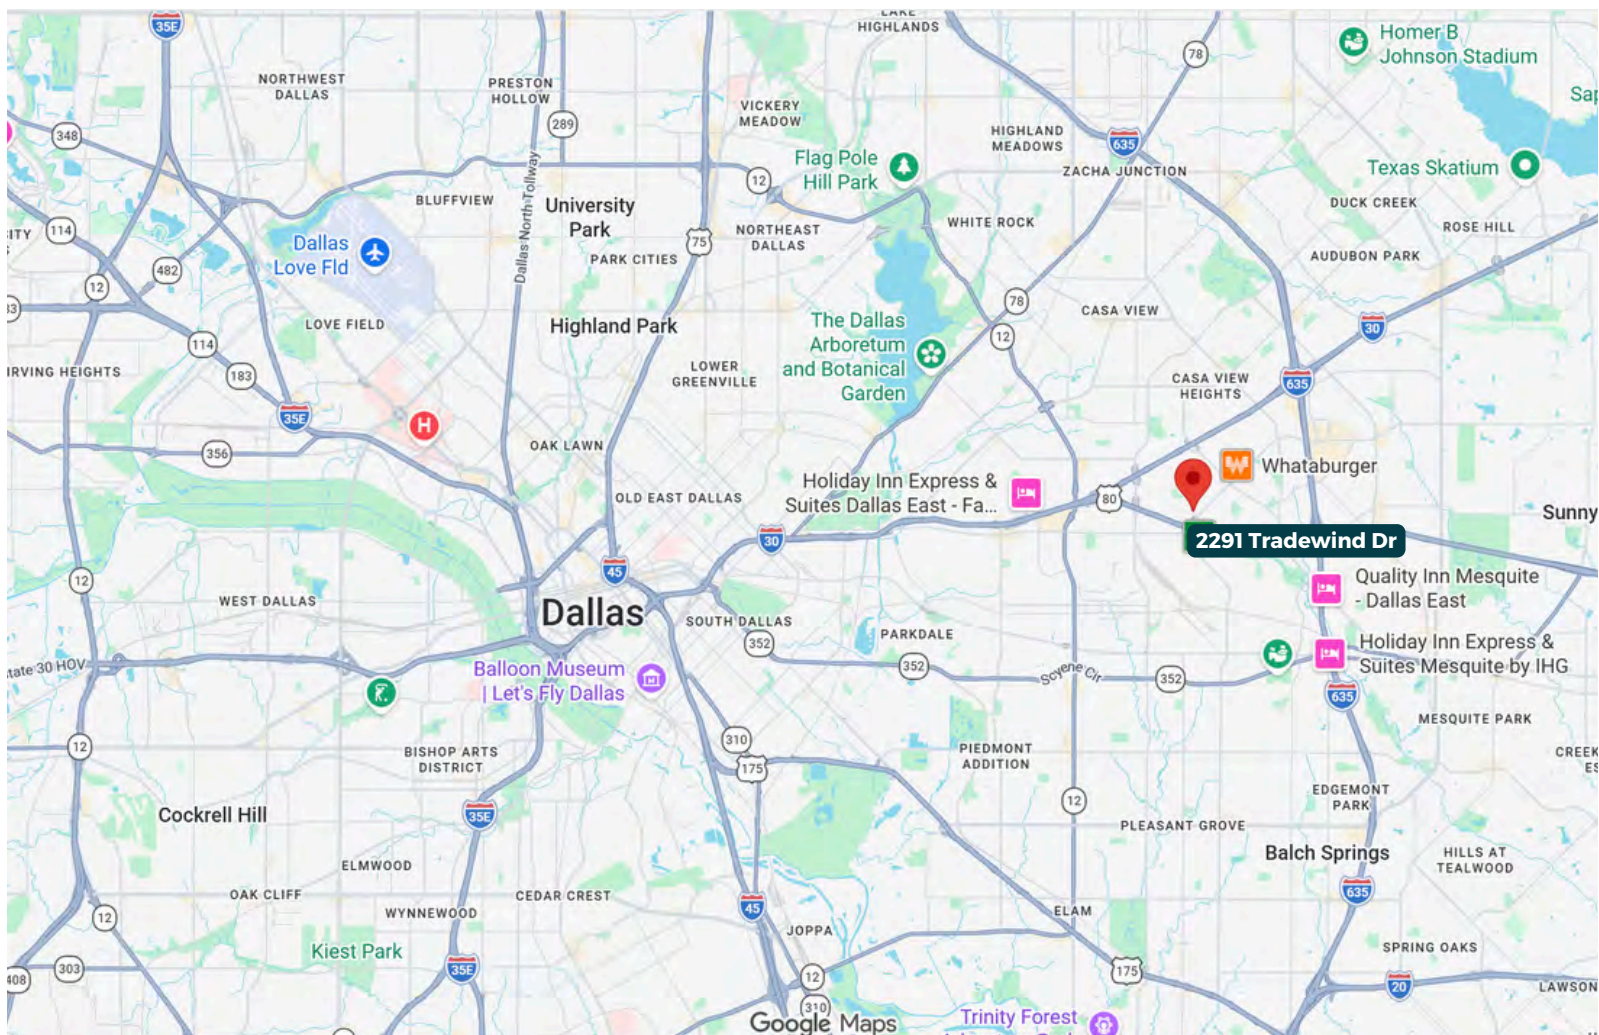 35E
LAKE
HIGHLANDS
Homer B
Johnson Stadium
78
NORTHWEST
DALLAS
PRESTON
HOLLOW
289
VICKERY
MEADOW
348
HIGHLAND
MEADOWS
635
Sap
Flag Pole
Hill Park
ZACHA JUNCTION
Texas Skatium
12
Dallas North Tollway
BLUFFVIEW
University
Park
DUCK CREEK
ROSE HILL
WHITE ROCK
114
CITY
NORTHEAST
DALLAS
75
Dallas
Love Fld
PARK CITIES
AUDUBON PARK
482
12
78
CASA VIEW
LOVE FIELD
Highland Park
The Dallas
Arboretum
and Botanical
Garden
12
30
114
183
IRVING HEIGHTS
LOWER
GREENVILLE
CASA VIEW
HEIGHTS
635
35E
H
356
OAK LAWN
Whataburger
OLD EAST DALLAS
Holiday Inn Express &
Suites Dallas East - Fa...
80
Sunny
30
2291 Tradewind Dr
45
12
Quality Inn Mesquite
- Dallas East
WEST DALLAS
Dallas
SOUTH DALLAS
PARKDALE
352
352
Holiday Inn Express &
Suites Mesquite by IHG
tate 30 HOV
Balloon Museum
| Let's Fly Dallas
Scyene Cir
352
635
MESQUITE PARK
12
310
BISHOP ARTS
DISTRICT
175
PIEDMONT
ADDITION
CREEK
ES
12
EDGEMONT
PARK
Cockrell Hill
35E
PLEASANT GROVE
Balch Springs
HILLS AT
TEALWOOD
ELMWOOD
OAK CLIFF
CEDAR CREST
635
12
WYNNEWOOD
45
ELAM
JOPPA
Kiest Park
SPRING OAKS
303
35E
12
175
408
20
LAWSON
310
Google Maps
Trinity Forest